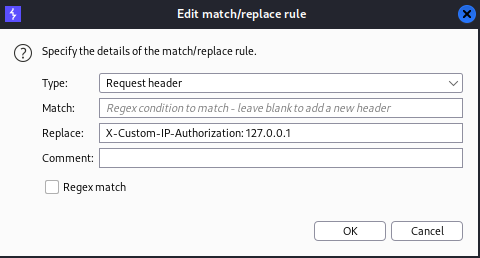 Edit match/replace rule
Specify the details of the match/replace rule.
Type: Request header
Match: Regex condition to match - leave blank to add a new header
Replace: X-Custom-IP-Authorization: 127.0.0.1
Comment:
Regex match
OK Cancel